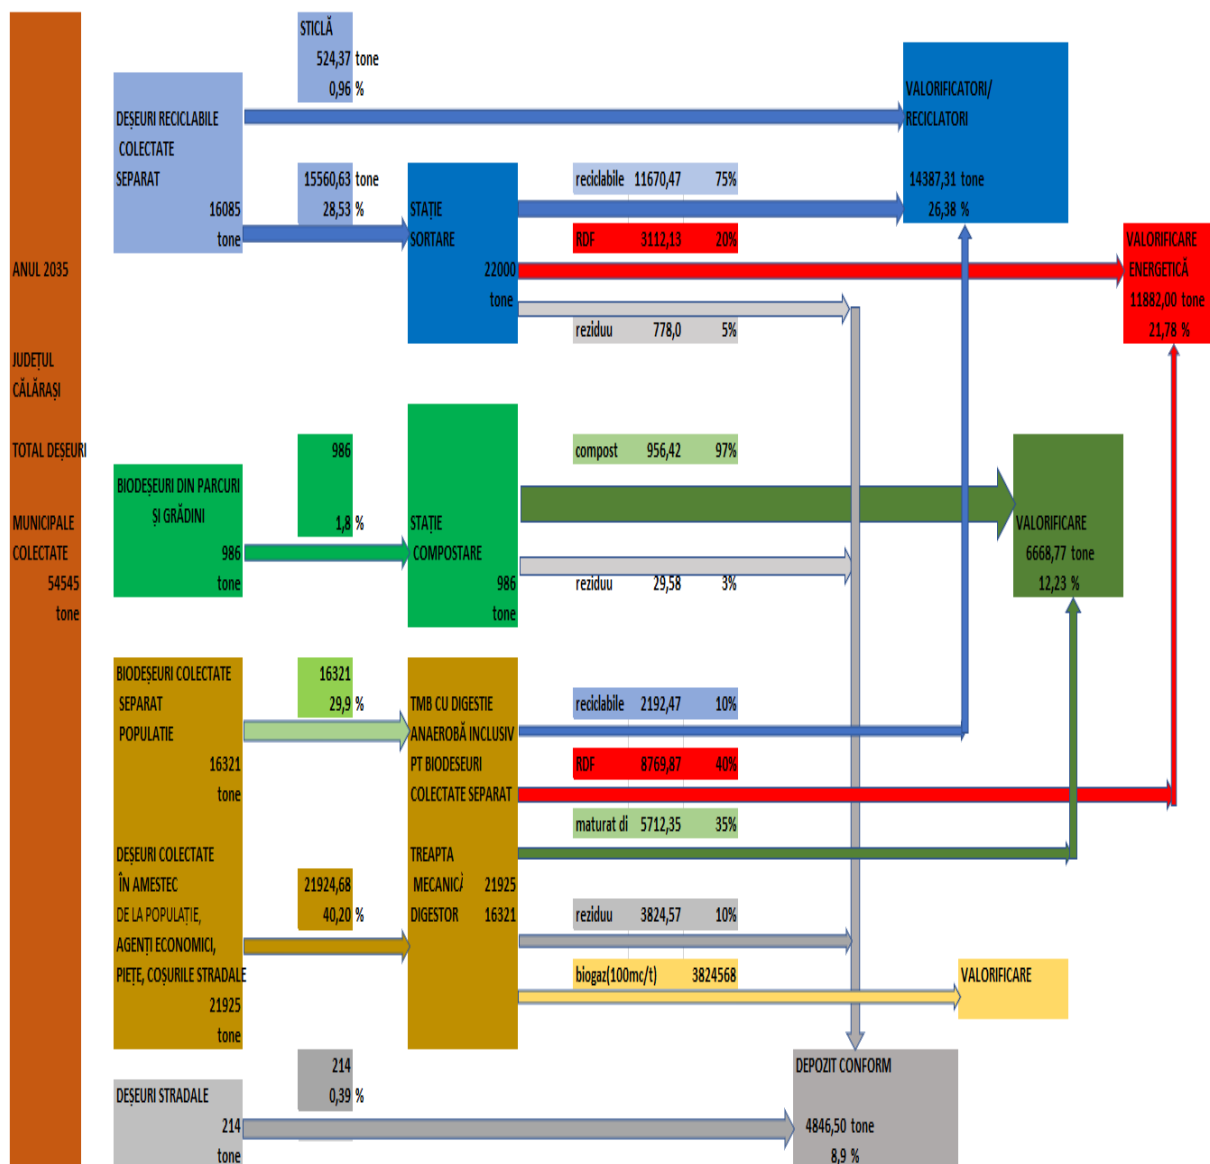 ANUL 2035
JUDEȚUL
CĂLĂRAȘI
TOTAL DEȘEURI
MUNICIPALE
COLECTATE
54545
tone
DEȘEURI RECICLABILE
COLECTATE
SEPARAT
16085
tone
STICLĂ
524,37 tone
0,96 %
15560,63 tone
28,53 %
STAȚIE
SORTARE
22000
tone
reciclabile 11670,47 75%
RDF 3112,13 20%
reziduu 778,0 5%
VALORIFICATORI/
RECICLATORI
14387,31 tone
26,38 %
VALORIFICARE
ENERGETICĂ
11882,00 tone
21,78 %
BIODEȘEURI DIN PARCURI
ȘI GRĂDINI
986
tone
986
1,8 %
STAȚIE
COMPOSTARE
986
tone
compost 956,42 97%
reziduu 29,58 3%
VALORIFICARE
6668,77 tone
12,23 %
BIODEȘEURI COLECTATE
SEPARAT
POPULATIE
16321
tone
16321
29,9 %
DEȘEURI COLECTATE
ÎN AMESTEC
DE LA POPULAȚIE,
AGENȚI ECONOMICI,
PIEȚE, COȘURILE STRADALE
21925
tone
21924,68
40,20 %
TMB CU DIGESTIE
ANAEROBĂ INCLUSIV
PT BIODESEURI
COLECTATE SEPARAT
TREAPTA
MECANICĂ 21925
DIGESTOR 16321
reciclabile 2192,47 10%
RDF 8769,87 40%
maturat di 5712,35 35%
reziduu 3824,57 10%
biogaz(100mc/t) 3824568
VALORIFICARE
DEȘEURI STRADALE
214
tone
214
0,39 %
DEPOZIT CONFORM
4846,50 tone
8,9 %